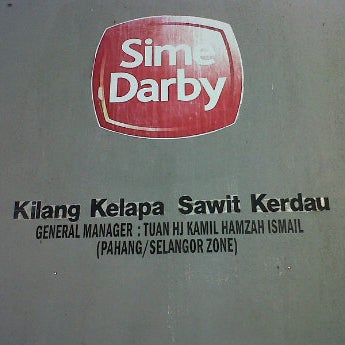 Sime
Darby
Kilang Kelapa Sawit Kerdau
GENERAL MANAGER : TUAN HJ KAMIL HAMZAH ISMAIL
(PAHANG/SELANGOR ZONE)